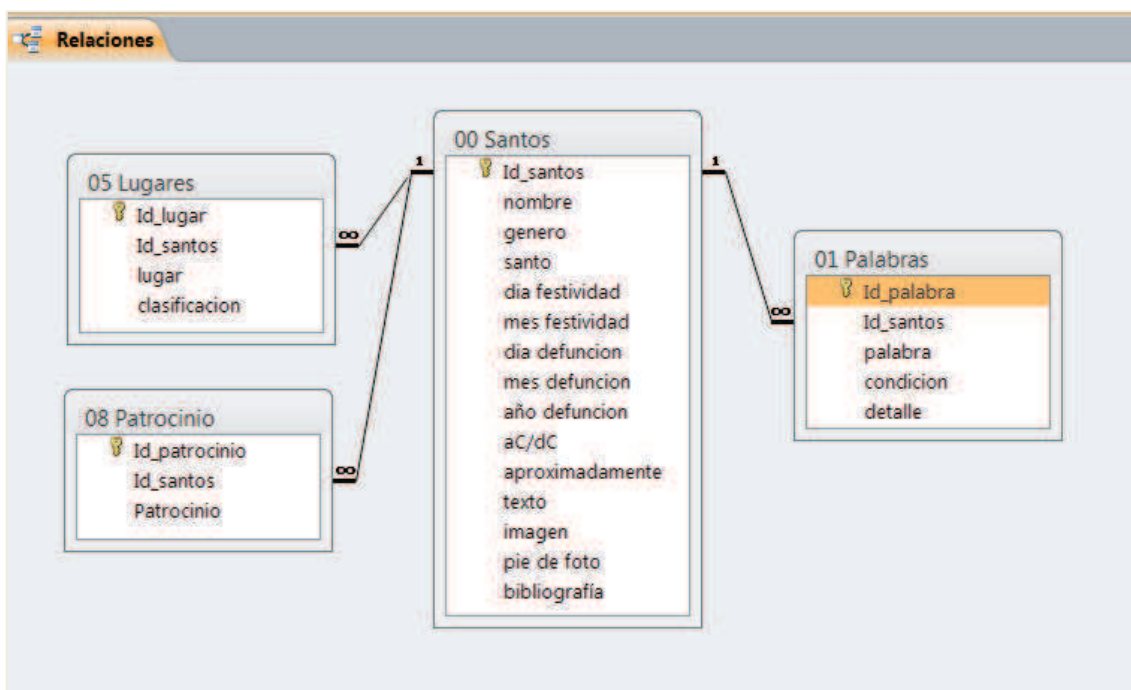 Relaciones
05 Lugares
Id_lugar
Id_santos
lugar
clasificacion
∞
08 Patrocinio
Id_patrocinio
Id_santos
Patrocinio
∞
1
00 Santos
Id_santos
nombre
genero
santo
dia festividad
mes festividad
dia defuncion
mes defuncion
año defuncion
aC/dC
aproximadamente
texto
imagen
pie de foto
bibliografía
1
∞
01 Palabras
Id_palabra
Id_santos
palabra
condicion
detalle